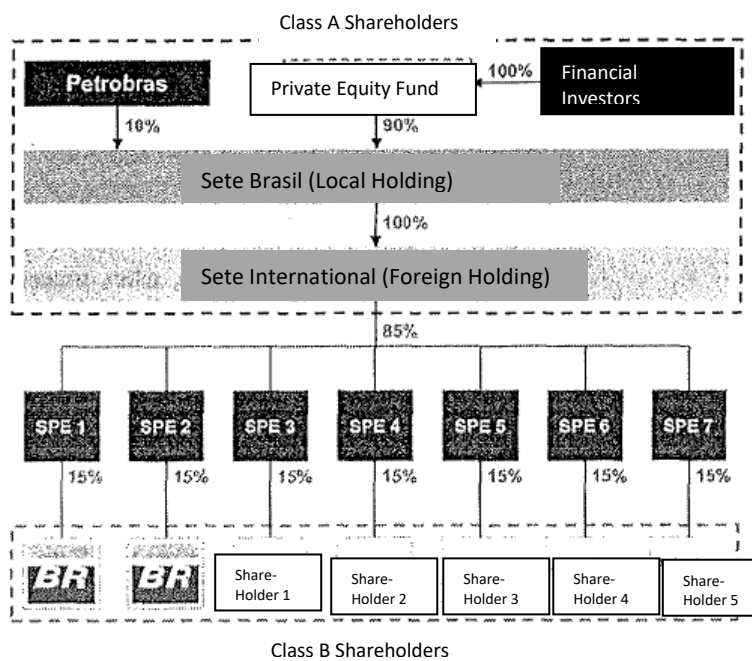 Class A Shareholders
Petrobras
Private Equity Fund
100%
Financial
Investors
10%
90%
Sete Brasil (Local Holding)
100%
Sete International (Foreign Holding)
85%
SPE 1
SPE 2
SPE 3
SPE 4
SPE 5
SPE 6
SPE 7
15%
15%
15%
15%
15%
15%
15%
BR
BR
Share-
Holder 1
Share-
Holder 2
Share-
Holder 3
Share-
Holder 4
Share-
Holder 5
Class B Shareholders